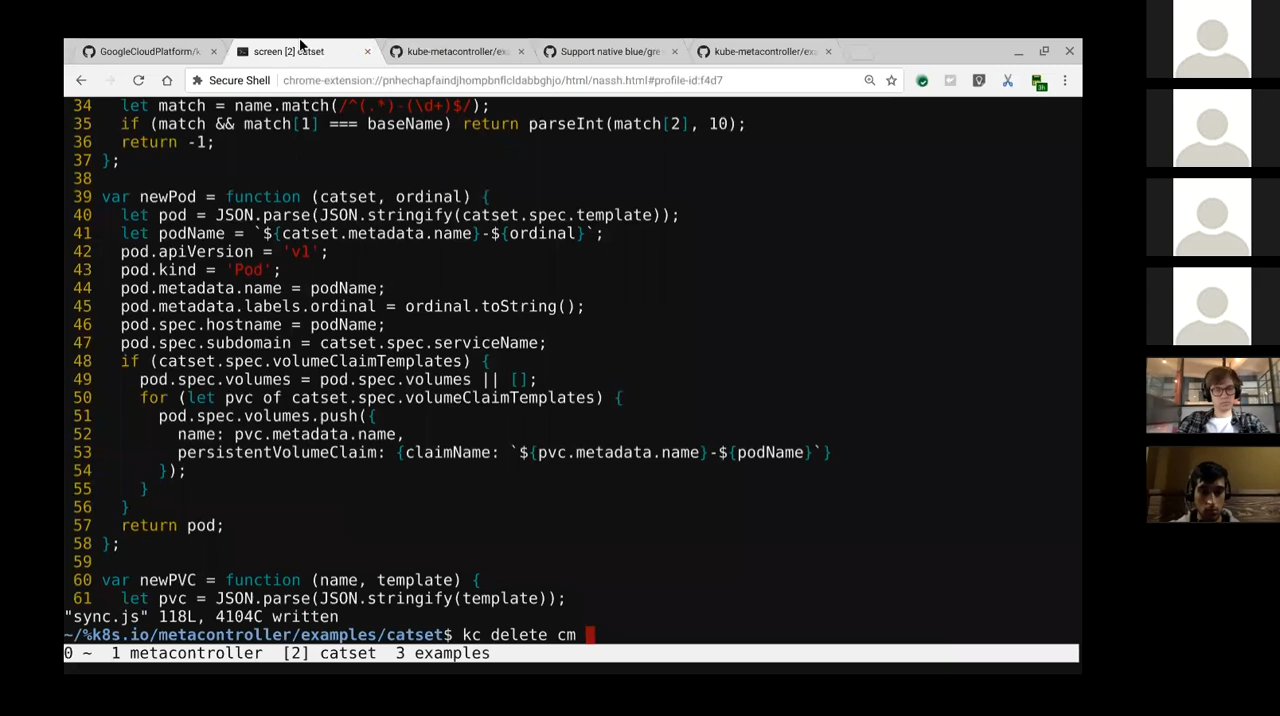 GoogleCloudPlatform/k
screen [2] catset
kube-metacontroller/ex
Support native blue/gre
kube-metacontroller/ex
Secure Shell
chrome-extension://pnhechapfaindjhompbnflcldabbghjo/html/nassh.html#profile-id:f4d7
34   let match = name.match(/^(.*)-(\d+)$/);
35   if (match && match[1] === baseName) return parseInt(match[2], 10);
36   return -1;
37 };
38
39 var newPod = function (catset, ordinal) {
40   let pod = JSON.parse(JSON.stringify(catset.spec.template));
41   let podName = `${catset.metadata.name}-${ordinal}`;
42   pod.apiVersion = 'v1';
43   pod.kind = 'Pod';
44   pod.metadata.name = podName;
45   pod.metadata.labels.ordinal = ordinal.toString();
46   pod.spec.hostname = podName;
47   pod.spec.subdomain = catset.spec.serviceName;
48   if (catset.spec.volumeClaimTemplates) {
49     pod.spec.volumes = pod.spec.volumes || [];
50     for (let pvc of catset.spec.volumeClaimTemplates) {
51       pod.spec.volumes.push({
52         name: pvc.metadata.name,
53         persistentVolumeClaim: {claimName: `${pvc.metadata.name}-${podName}`}
54       });
55     }
56   }
57   return pod;
58 };
59
60 var newPVC = function (name, template) {
61   let pvc = JSON.parse(JSON.stringify(template));
"sync.js" 118L, 4104C written
~/%k8s.io/metacontroller/examples/catset$ kc delete cm
0 ~  1 metacontroller  [2] catset  3 examples